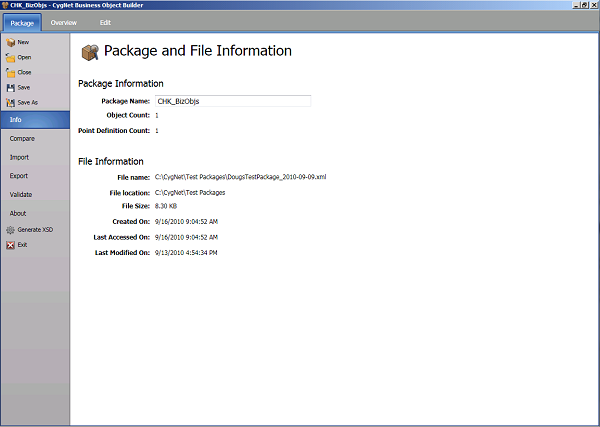 CHK_BizObjs - CygNet Business Object Builder
Package Overview Edit
New
Open
Close
Save
Save As
Info
Compare
Import
Export
Validate
About
Generate XSD
Exit
Package and File Information
Package Information
Package Name: CHK_BizObjs
Object Count: 1
Point Definition Count: 1
File Information
File name: C:\CygNet\Test Packages\DougsTestPackage_2010-09-09.xml
File location: C:\CygNet\Test Packages
File Size: 8.30 KB
Created On: 9/16/2010 9:04:52 AM
Last Accessed On: 9/16/2010 9:04:52 AM
Last Modified On: 9/13/2010 4:54:34 PM